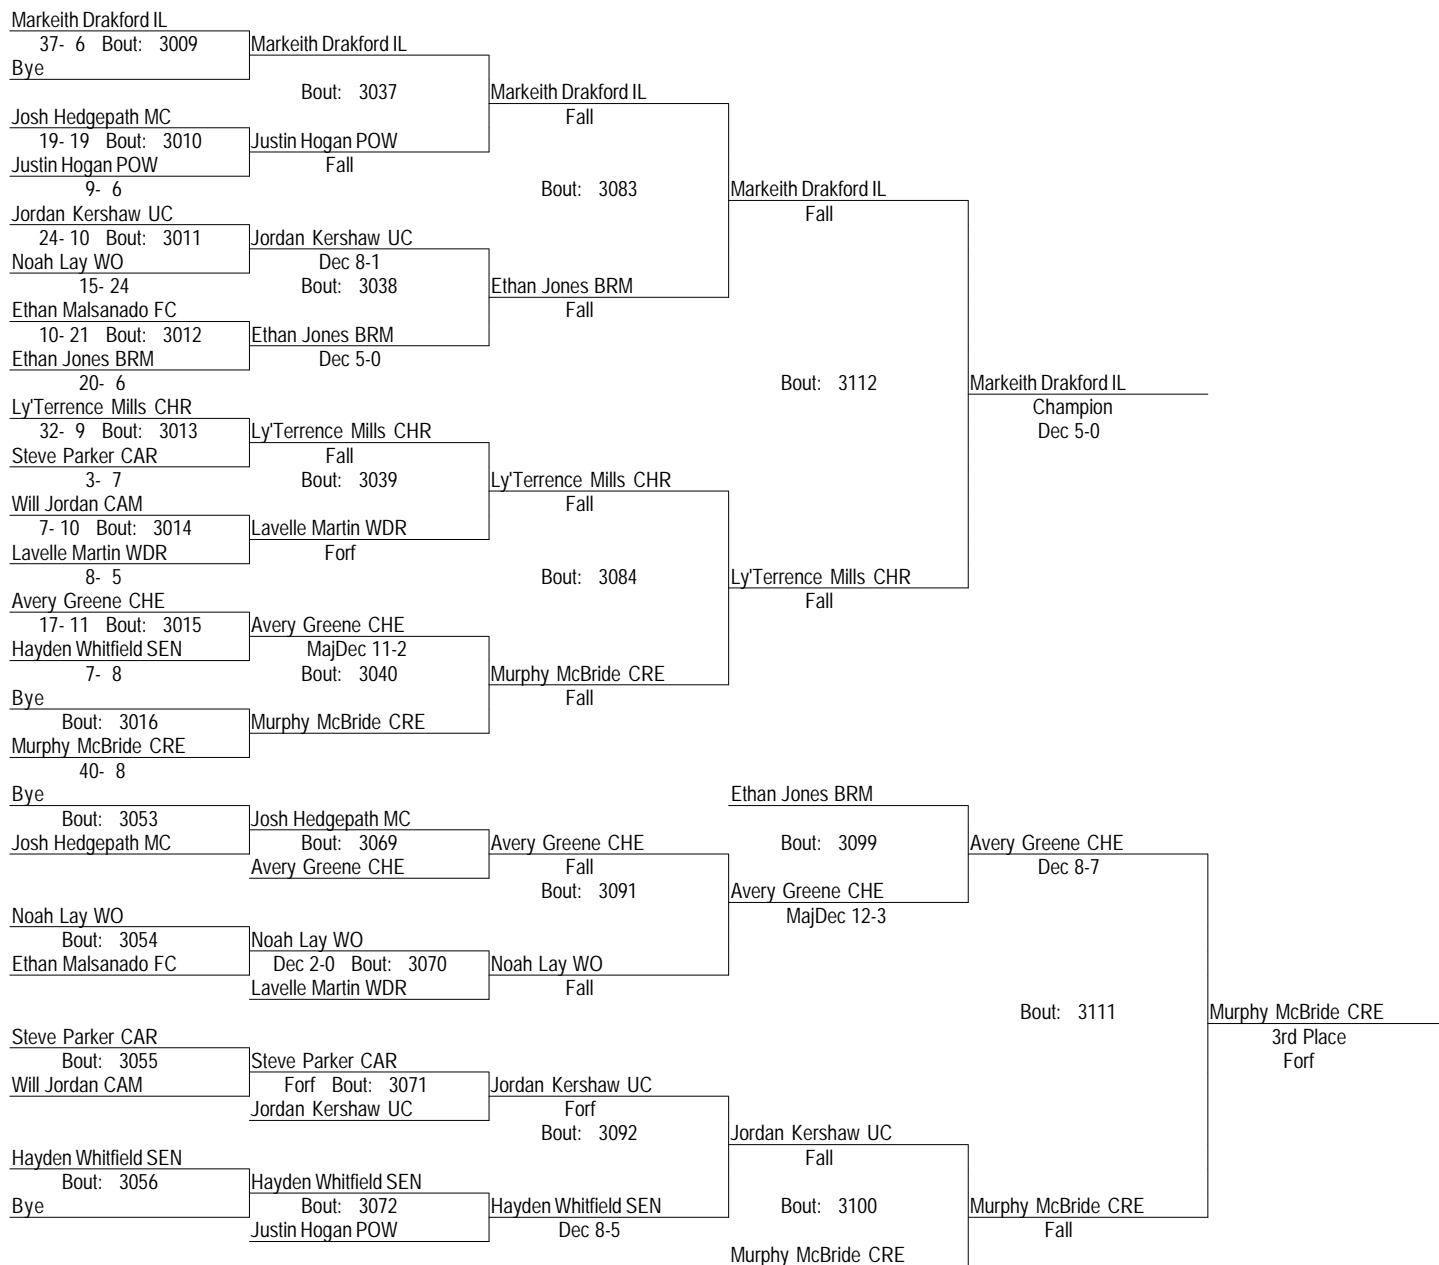 Markeith Drakford IL
37- 6 Bout: 3009 Markeith Drakford IL
Bye
Bout: 3037 Markeith Drakford IL
Josh Hedgepath MC Fall
19- 19 Bout: 3010 Justin Hogan POW
Justin Hogan POW Fall
9- 6 Bout: 3083 Markeith Drakford IL
Jordan Kershaw UC Fall
24- 10 Bout: 3011 Jordan Kershaw UC
Noah Lay WO Dec 8-1
15- 24 Bout: 3038 Ethan Jones BRM
Ethan Malsanado FC Fall
10- 21 Bout: 3012 Ethan Jones BRM
Ethan Jones BRM Dec 5-0
20- 6 Bout: 3112 Markeith Drakford IL
Ly'Terrence Mills CHR Champion
32- 9 Bout: 3013 Ly'Terrence Mills CHR Dec 5-0
Steve Parker CAR Fall
3- 7 Bout: 3039 Ly'Terrence Mills CHR
Will Jordan CAM Fall
7- 10 Bout: 3014 Lavelle Martin WDR
Lavelle Martin WDR Forf
8- 5 Bout: 3084 Ly'Terrence Mills CHR
Avery Greene CHE Fall
17- 11 Bout: 3015 Avery Greene CHE
Hayden Whitfield SEN MajDec 11-2
7- 8 Bout: 3040 Murphy McBride CRE
Bye Fall
Bout: 3016 Murphy McBride CRE
Murphy McBride CRE
40- 8
Bye Ethan Jones BRM
Bout: 3053 Josh Hedgepath MC
Josh Hedgepath MC Bout: 3069 Avery Greene CHE Bout: 3099 Avery Greene CHE
Avery Greene CHE Fall Dec 8-7
Bout: 3091 Avery Greene CHE
Noah Lay WO MajDec 12-3
Bout: 3054 Noah Lay WO
Ethan Malsanado FC Dec 2-0 Bout: 3070 Noah Lay WO
Lavelle Martin WDR Fall
Bout: 3111 Murphy McBride CRE
Steve Parker CAR 3rd Place
Bout: 3055 Steve Parker CAR Forf
Will Jordan CAM Forf Bout: 3071 Jordan Kershaw UC
Jordan Kershaw UC Forf
Bout: 3092 Jordan Kershaw UC
Hayden Whitfield SEN Fall
Bout: 3056 Hayden Whitfield SEN
Bye Bout: 3072 Hayden Whitfield SEN Bout: 3100 Murphy McBride CRE
Justin Hogan POW Dec 8-5 Fall
Murphy McBride CRE